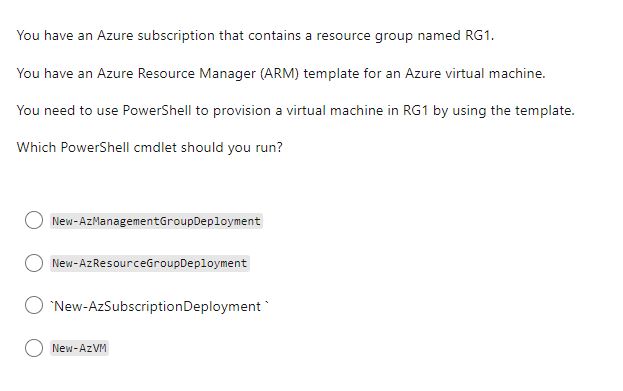 You have an Azure subscription that contains a resource group named RG1.
You have an Azure Resource Manager (ARM) template for an Azure virtual machine.
You need to use PowerShell to provision a virtual machine in RG1 by using the template.
Which PowerShell cmdlet should you run?
New-AzManagementGroupDeployment
New-AzResourceGroupDeployment
`New-AzSubscriptionDeployment `
New-AzVM